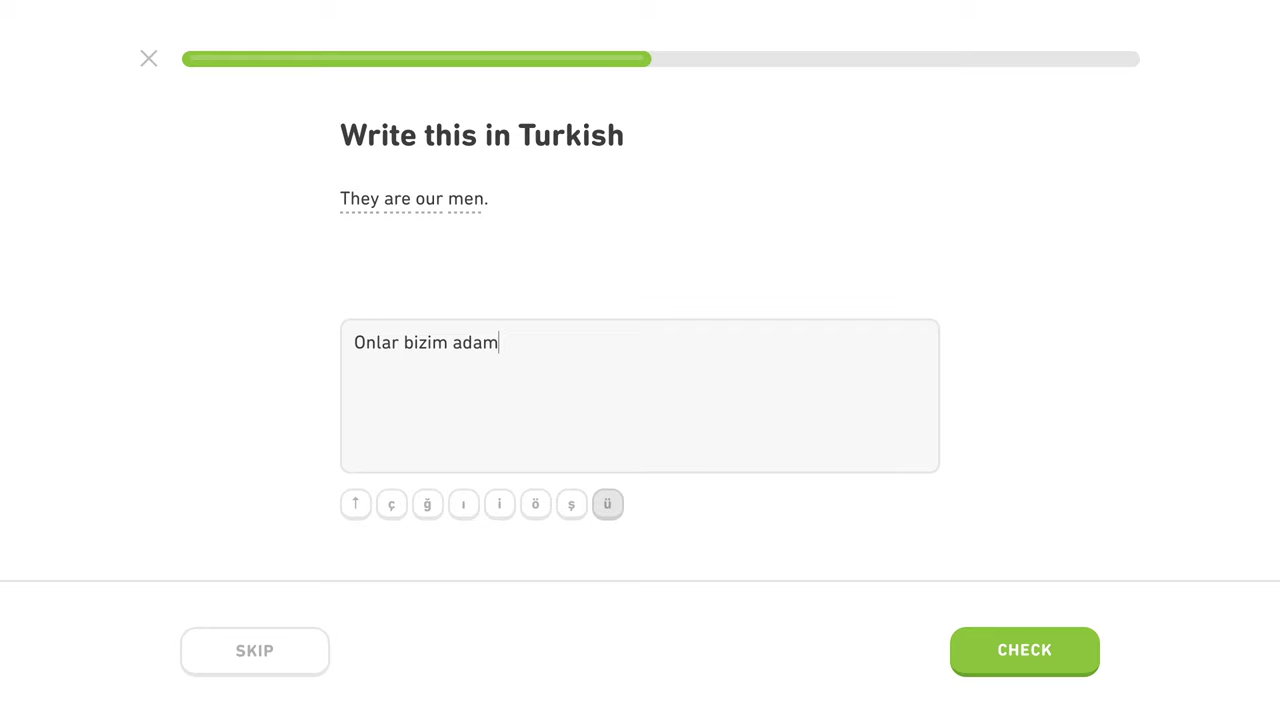 Write this in Turkish
They are our men.
Onlar bizim adam
↑ ç ğ ı i ö ş ü
SKIP
CHECK